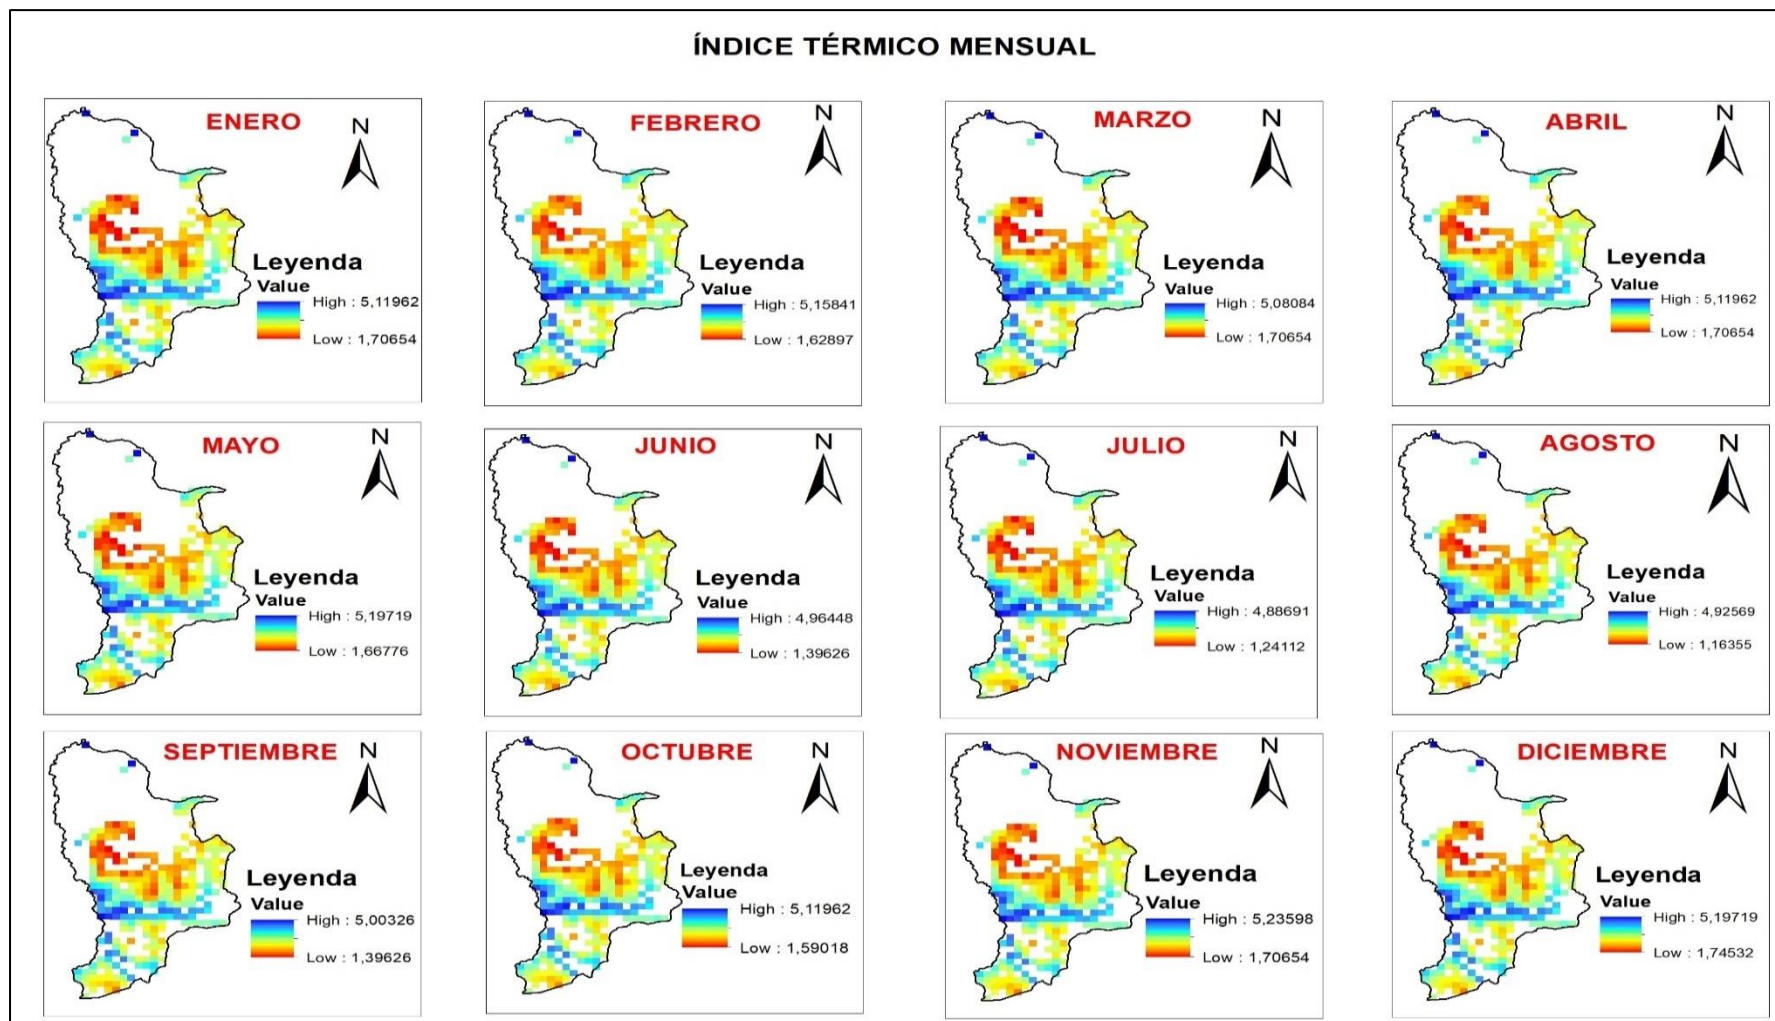 ÍNDICE TÉRMICO MENSUAL
ENERO
N
Leyenda
Value
High : 5,11962
Low : 1,70654
FEBRERO
N
Leyenda
Value
High : 5,15841
Low : 1,62897
MARZO
N
Leyenda
Value
High : 5,08084
Low : 1,70654
ABRIL
N
Leyenda
Value
High : 5,11962
Low : 1,70654
MAYO
N
Leyenda
Value
High : 5,19719
Low : 1,66776
JUNIO
N
Leyenda
Value
High : 4,96448
Low : 1,39626
JULIO
N
Leyenda
Value
High : 4,88691
Low : 1,24112
AGOSTO
N
Leyenda
Value
High : 4,92569
Low : 1,16355
SEPTIEMBRE
N
Leyenda
Value
High : 5,00326
Low : 1,39626
OCTUBRE
N
Leyenda
Value
High : 5,11962
Low : 1,59018
NOVIEMBRE
N
Leyenda
Value
High : 5,23598
Low : 1,70654
DICIEMBRE
N
Leyenda
Value
High : 5,19719
Low : 1,74532